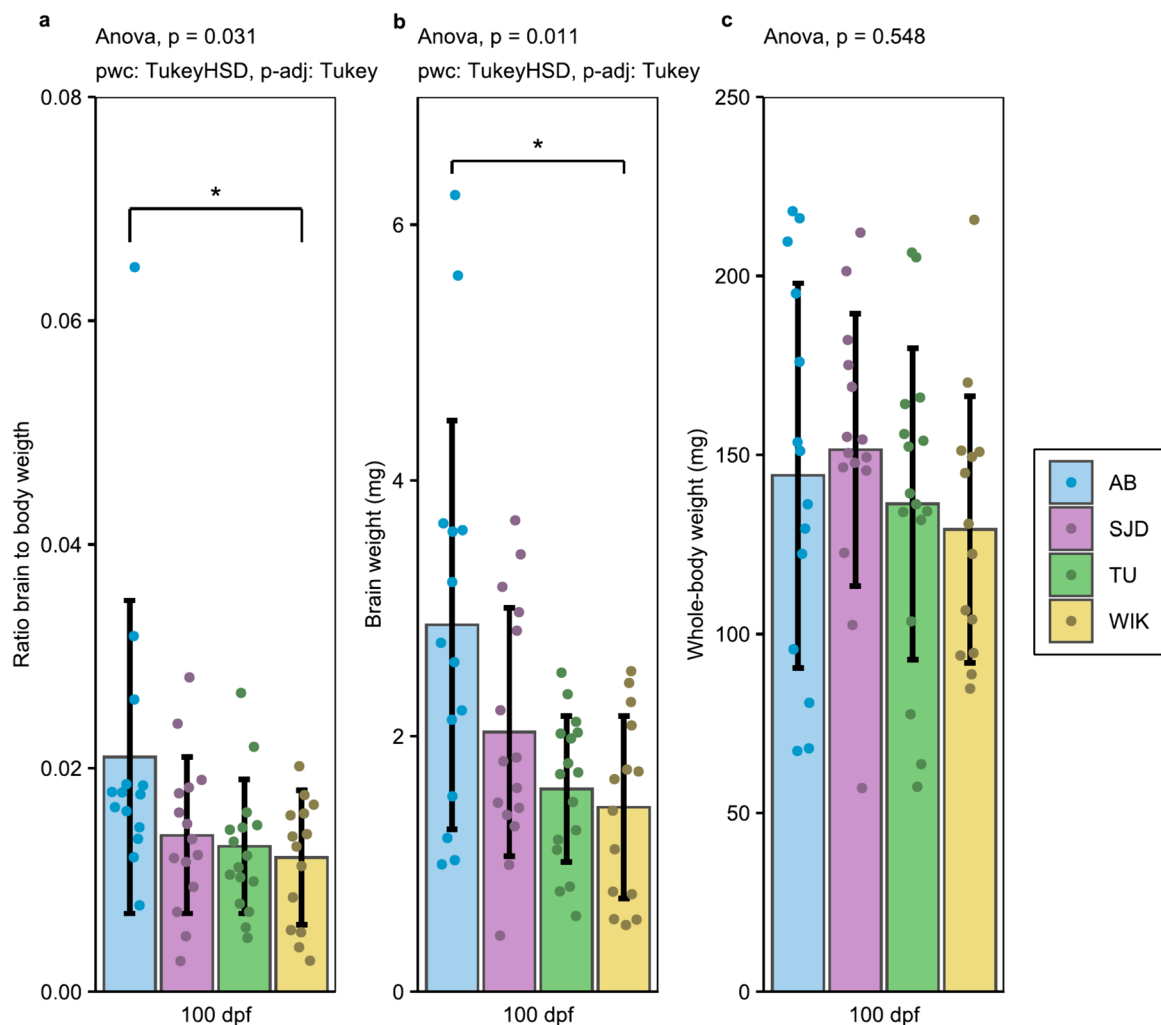 a
Anova, p = 0.031
pwc: TukeyHSD, p-adj: Tukey
0.08
0.06
0.04
0.02
0.00
Ratio brain to body weigth
*
100 dpf
b
Anova, p = 0.011
pwc: TukeyHSD, p-adj: Tukey
6
4
2
0
Brain weight (mg)
*
100 dpf
c
Anova, p = 0.548
250
200
150
100
50
0
Whole-body weight (mg)
100 dpf
AB
SJD
TU
WIK